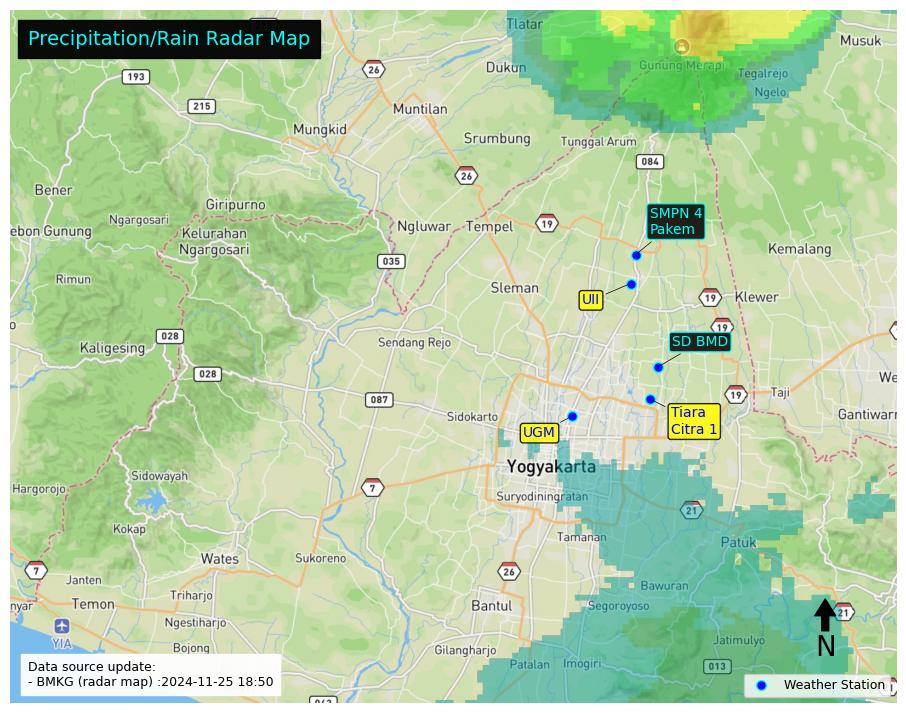 Precipitation/Rain Radar Map
Tlatar
Musuk
26
Dukun
Gunung Merapi
Tegalrejo
193
Ngelo
215
Muntilan
Mungkid
Srumbung
Tunggal Arum
084
26
Bener
Giripurno
Ngargosari
SMPN 4
Pakem
ebon Gunung
Kelurahan
Ngargosari
Ngluwar
Tempel
19
Kemalang
035
Rimun
Sleman
UII
19
Klewer
19
028
Kaligesing
Sendang Rejo
SD BMD
028
We
087
19
Taji
Sidokarto
Tiara
Citra 1
Gantiwarn
UGM
Yogyakarta
Sidowayah
Hargorojo
7
Suryodiningratan
21
Kokap
Tamanan
Patuk
Wates
Sukoreno
7
Janten
26
Bawuran
Temon
Triharjo
Bantul
Segoroyoso
nyar
21
Ngestiharjo
YIA
Bojong
Gilangharjo
Jatimulyo
N
Patalan
Imogiri
013
Data source update:
- BMKG (radar map) :2024-11-25 18:50
Weather Station